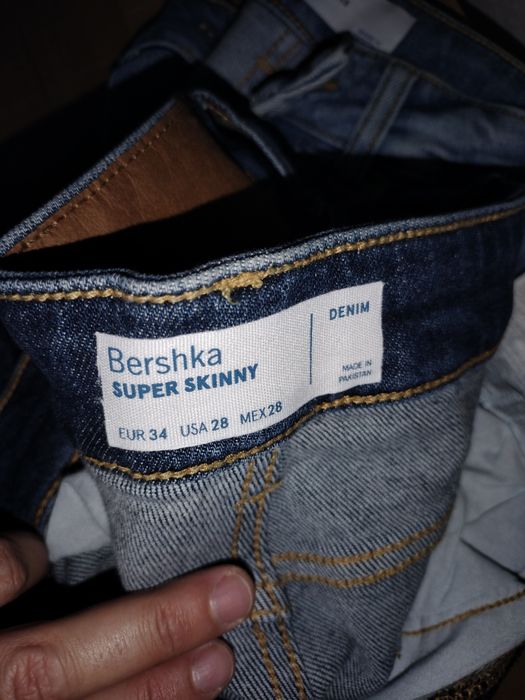 Bershka
SUPER SKINNY
EUR 34 USA 28 MEX 28
DENIM
MADE IN
PAKISTAN